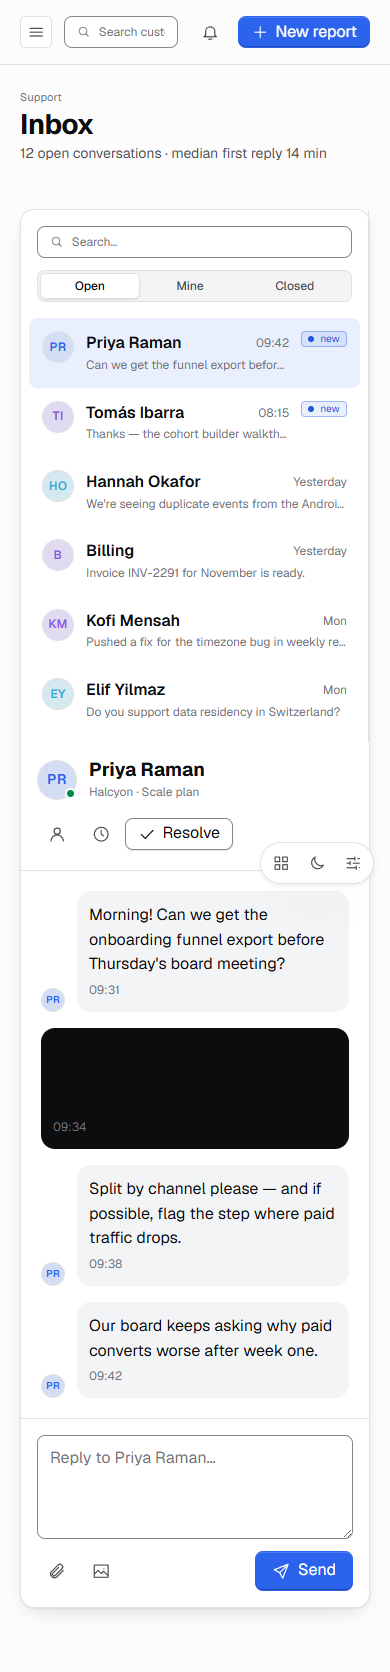 Search cust
New report
Support
Inbox
12 open conversations · median first reply 14 min
Search…
Open Mine Closed
PR Priya Raman 09:42 new
Can we get the funnel export befor…
TI Tomás Ibarra 08:15 new
Thanks — the cohort builder walkth…
HO Hannah Okafor Yesterday
We're seeing duplicate events from the Androi…
B Billing Yesterday
Invoice INV-2291 for November is ready.
KM Kofi Mensah Mon
Pushed a fix for the timezone bug in weekly re…
EY Elif Yilmaz Mon
Do you support data residency in Switzerland?
PR Priya Raman
Halcyon · Scale plan
Resolve
Morning! Can we get the
onboarding funnel export before
Thursday's board meeting?
09:31
PR
09:34
Split by channel please — and if
possible, flag the step where paid
traffic drops.
09:38
PR
Our board keeps asking why paid
converts worse after week one.
09:42
PR
Reply to Priya Raman…
Send